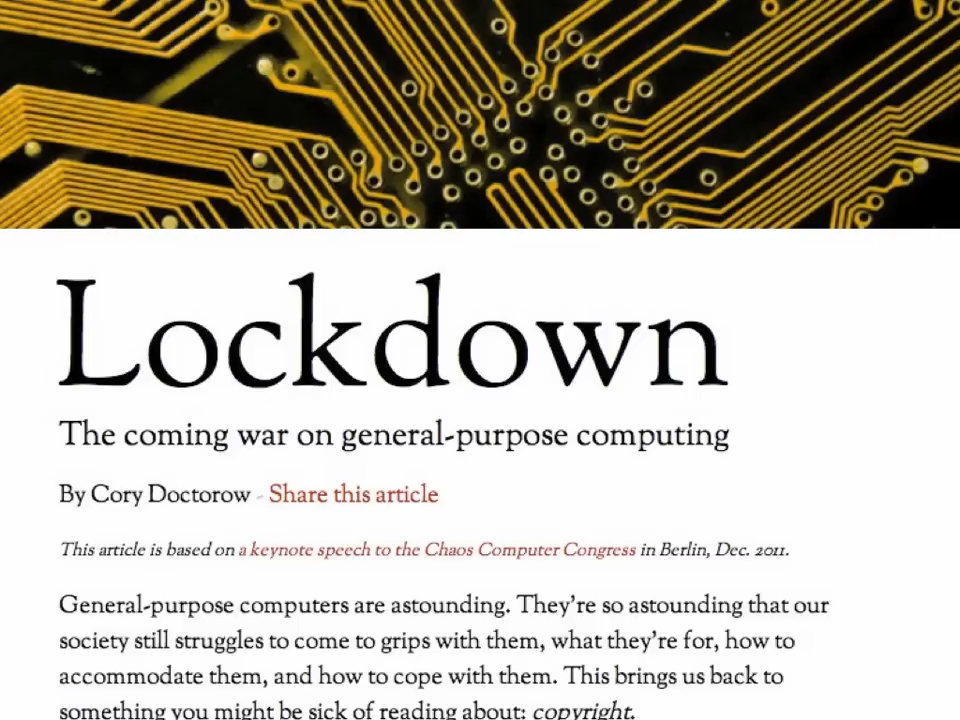 Lockdown
The coming war on general-purpose computing
By Cory Doctorow - Share this article
This article is based on a keynote speech to the Chaos Computer Congress in Berlin, Dec. 2011.
General-purpose computers are astounding. They're so astounding that our
society still struggles to come to grips with them, what they're for, how to
accommodate them, and how to cope with them. This brings us back to
something you might be sick of reading about: copyright.